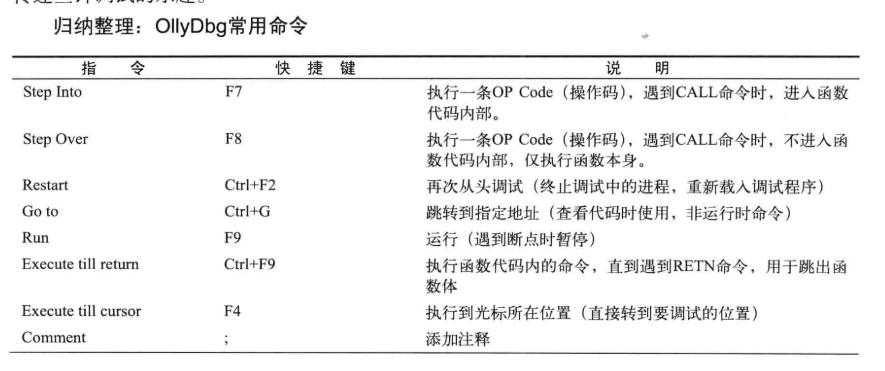 归纳整理：OllyDbg常用命令
指 令 快 捷 键 说 明
Step Into F7 执行一条OP Code（操作码），遇到CALL命令时，进入函数
代码内部。
Step Over F8 执行一条OP Code（操作码），遇到CALL命令时，不进入函
数代码内部，仅执行函数本身。
Restart Ctrl+F2 再次从头调试（终止调试中的进程，重新载入调试程序）
Go to Ctrl+G 跳转到指定地址（查看代码时使用，非运行时命令）
Run F9 运行（遇到断点时暂停）
Execute till return Ctrl+F9 执行函数代码内的命令，直到遇到RETN命令，用于跳出函
数体
Execute till cursor F4 执行到光标所在位置（直接转到要调试的位置）
Comment ; 添加注释